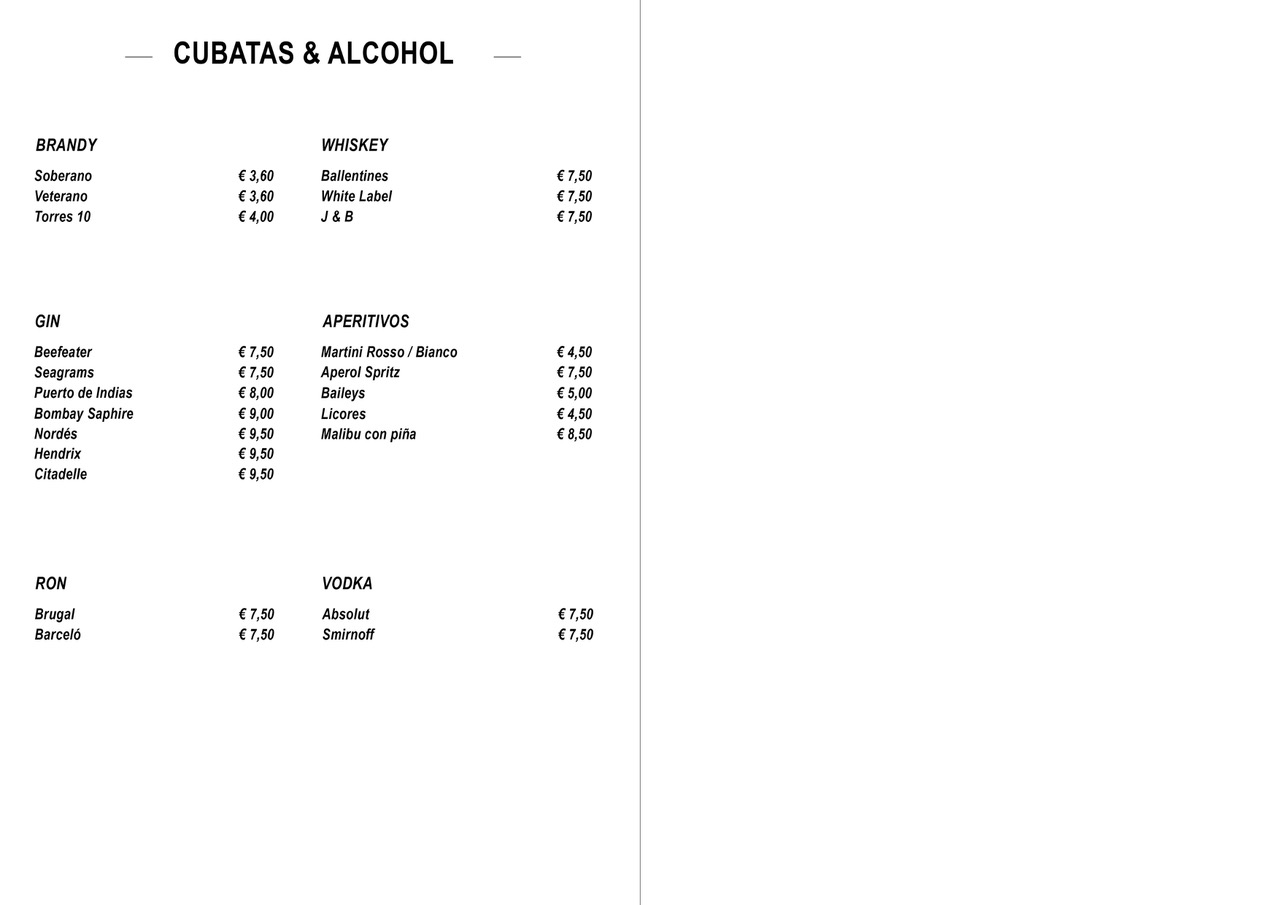 CUBATAS & ALCOHOL
BRANDY
Soberano € 3,60
Veterano € 3,60
Torres 10 € 4,00
WHISKEY
Ballentines € 7,50
White Label € 7,50
J & B € 7,50
GIN
Beefeater € 7,50
Seagrams € 7,50
Puerto de Indias € 8,00
Bombay Saphire € 9,00
Nordés € 9,50
Hendrix € 9,50
Citadelle € 9,50
APERITIVOS
Martini Rosso / Bianco € 4,50
Aperol Spritz € 7,50
Baileys € 5,00
Licores € 4,50
Malibu con piña € 8,50
RON
Brugal € 7,50
Barceló € 7,50
VODKA
Absolut € 7,50
Smirnoff € 7,50